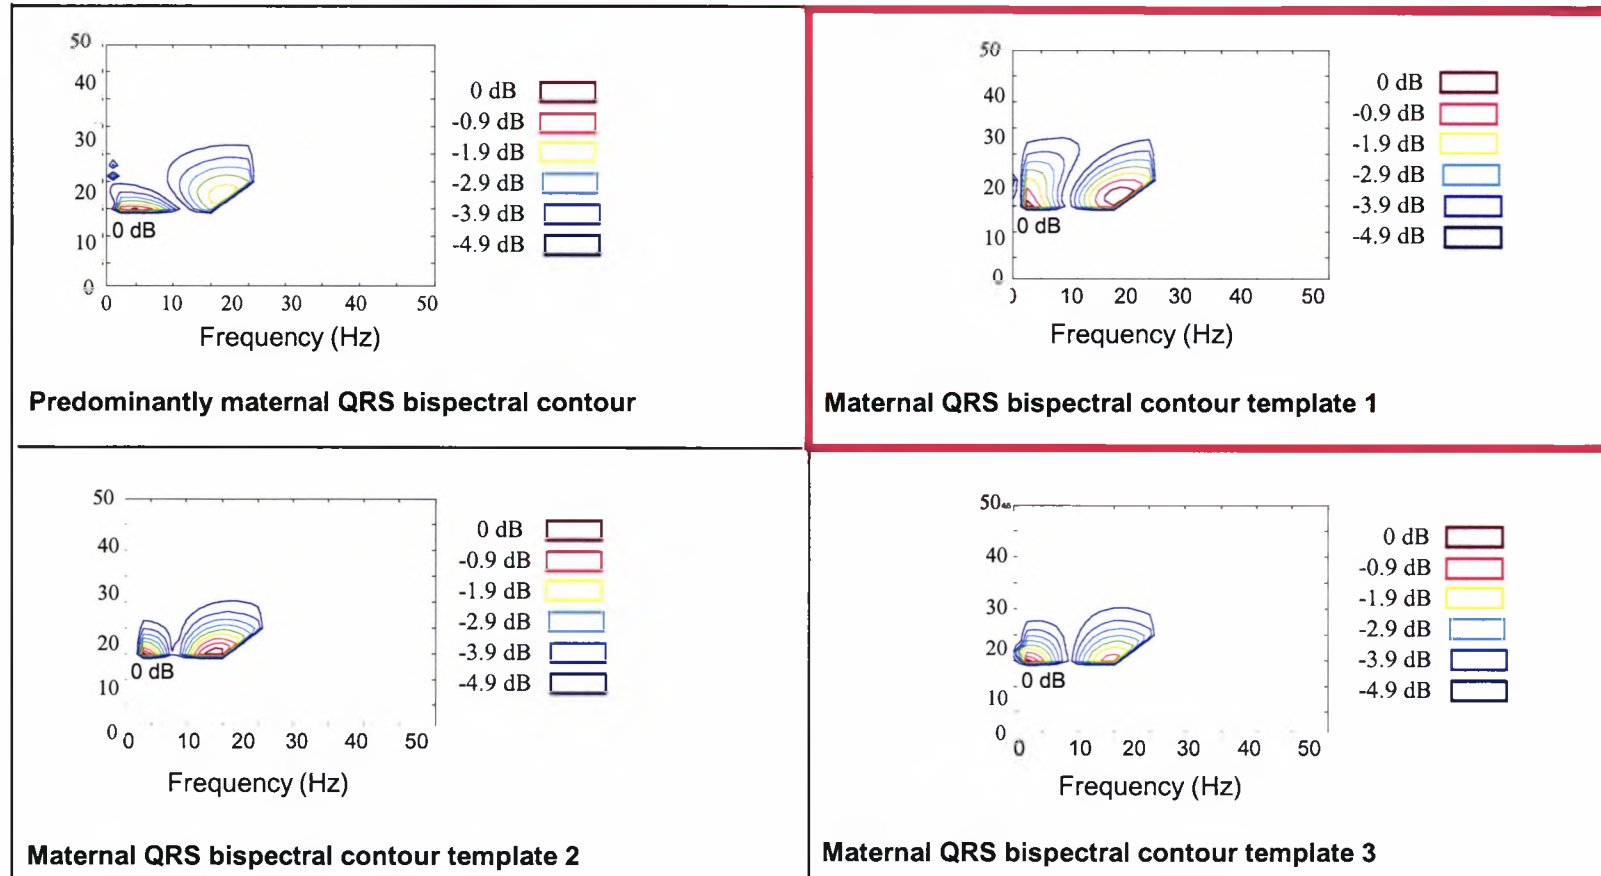 50
40
30
20
10
0
0 dB
0 10 20 30 40 50
Frequency (Hz)
0 dB
-0.9 dB
-1.9 dB
-2.9 dB
-3.9 dB
-4.9 dB
Predominantly maternal QRS bispectral contour
50
40
30
20
10
0
0 dB
10 20 30 40 50
Frequency (Hz)
0 dB
-0.9 dB
-1.9 dB
-2.9 dB
-3.9 dB
-4.9 dB
Maternal QRS bispectral contour template 1
50
40
30
20
10
0
0 dB
0 10 20 30 40 50
Frequency (Hz)
0 dB
-0.9 dB
-1.9 dB
-2.9 dB
-3.9 dB
-4.9 dB
Maternal QRS bispectral contour template 2
50
40
30
20
10
0
0 dB
0 10 20 30 40 50
Frequency (Hz)
0 dB
-0.9 dB
-1.9 dB
-2.9 dB
-3.9 dB
-4.9 dB
Maternal QRS bispectral contour template 3